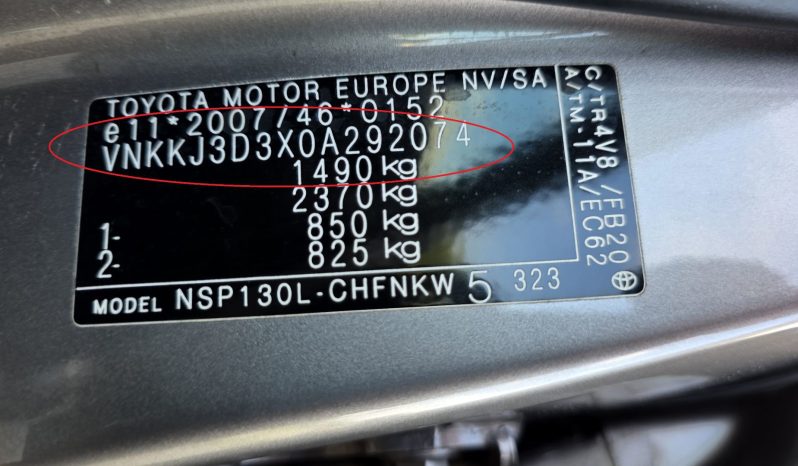 TOYOTA MOTOR EUROPE NV/SA
e11*2007/46*0152
VNKKJ3D3X0A292074
1490 kg
2370 kg
1- 850 kg
2- 825 kg
MODEL NSP130L-CHFNKW 5 323
C/TR4V8 /FB20
A/TM -11A/EC62